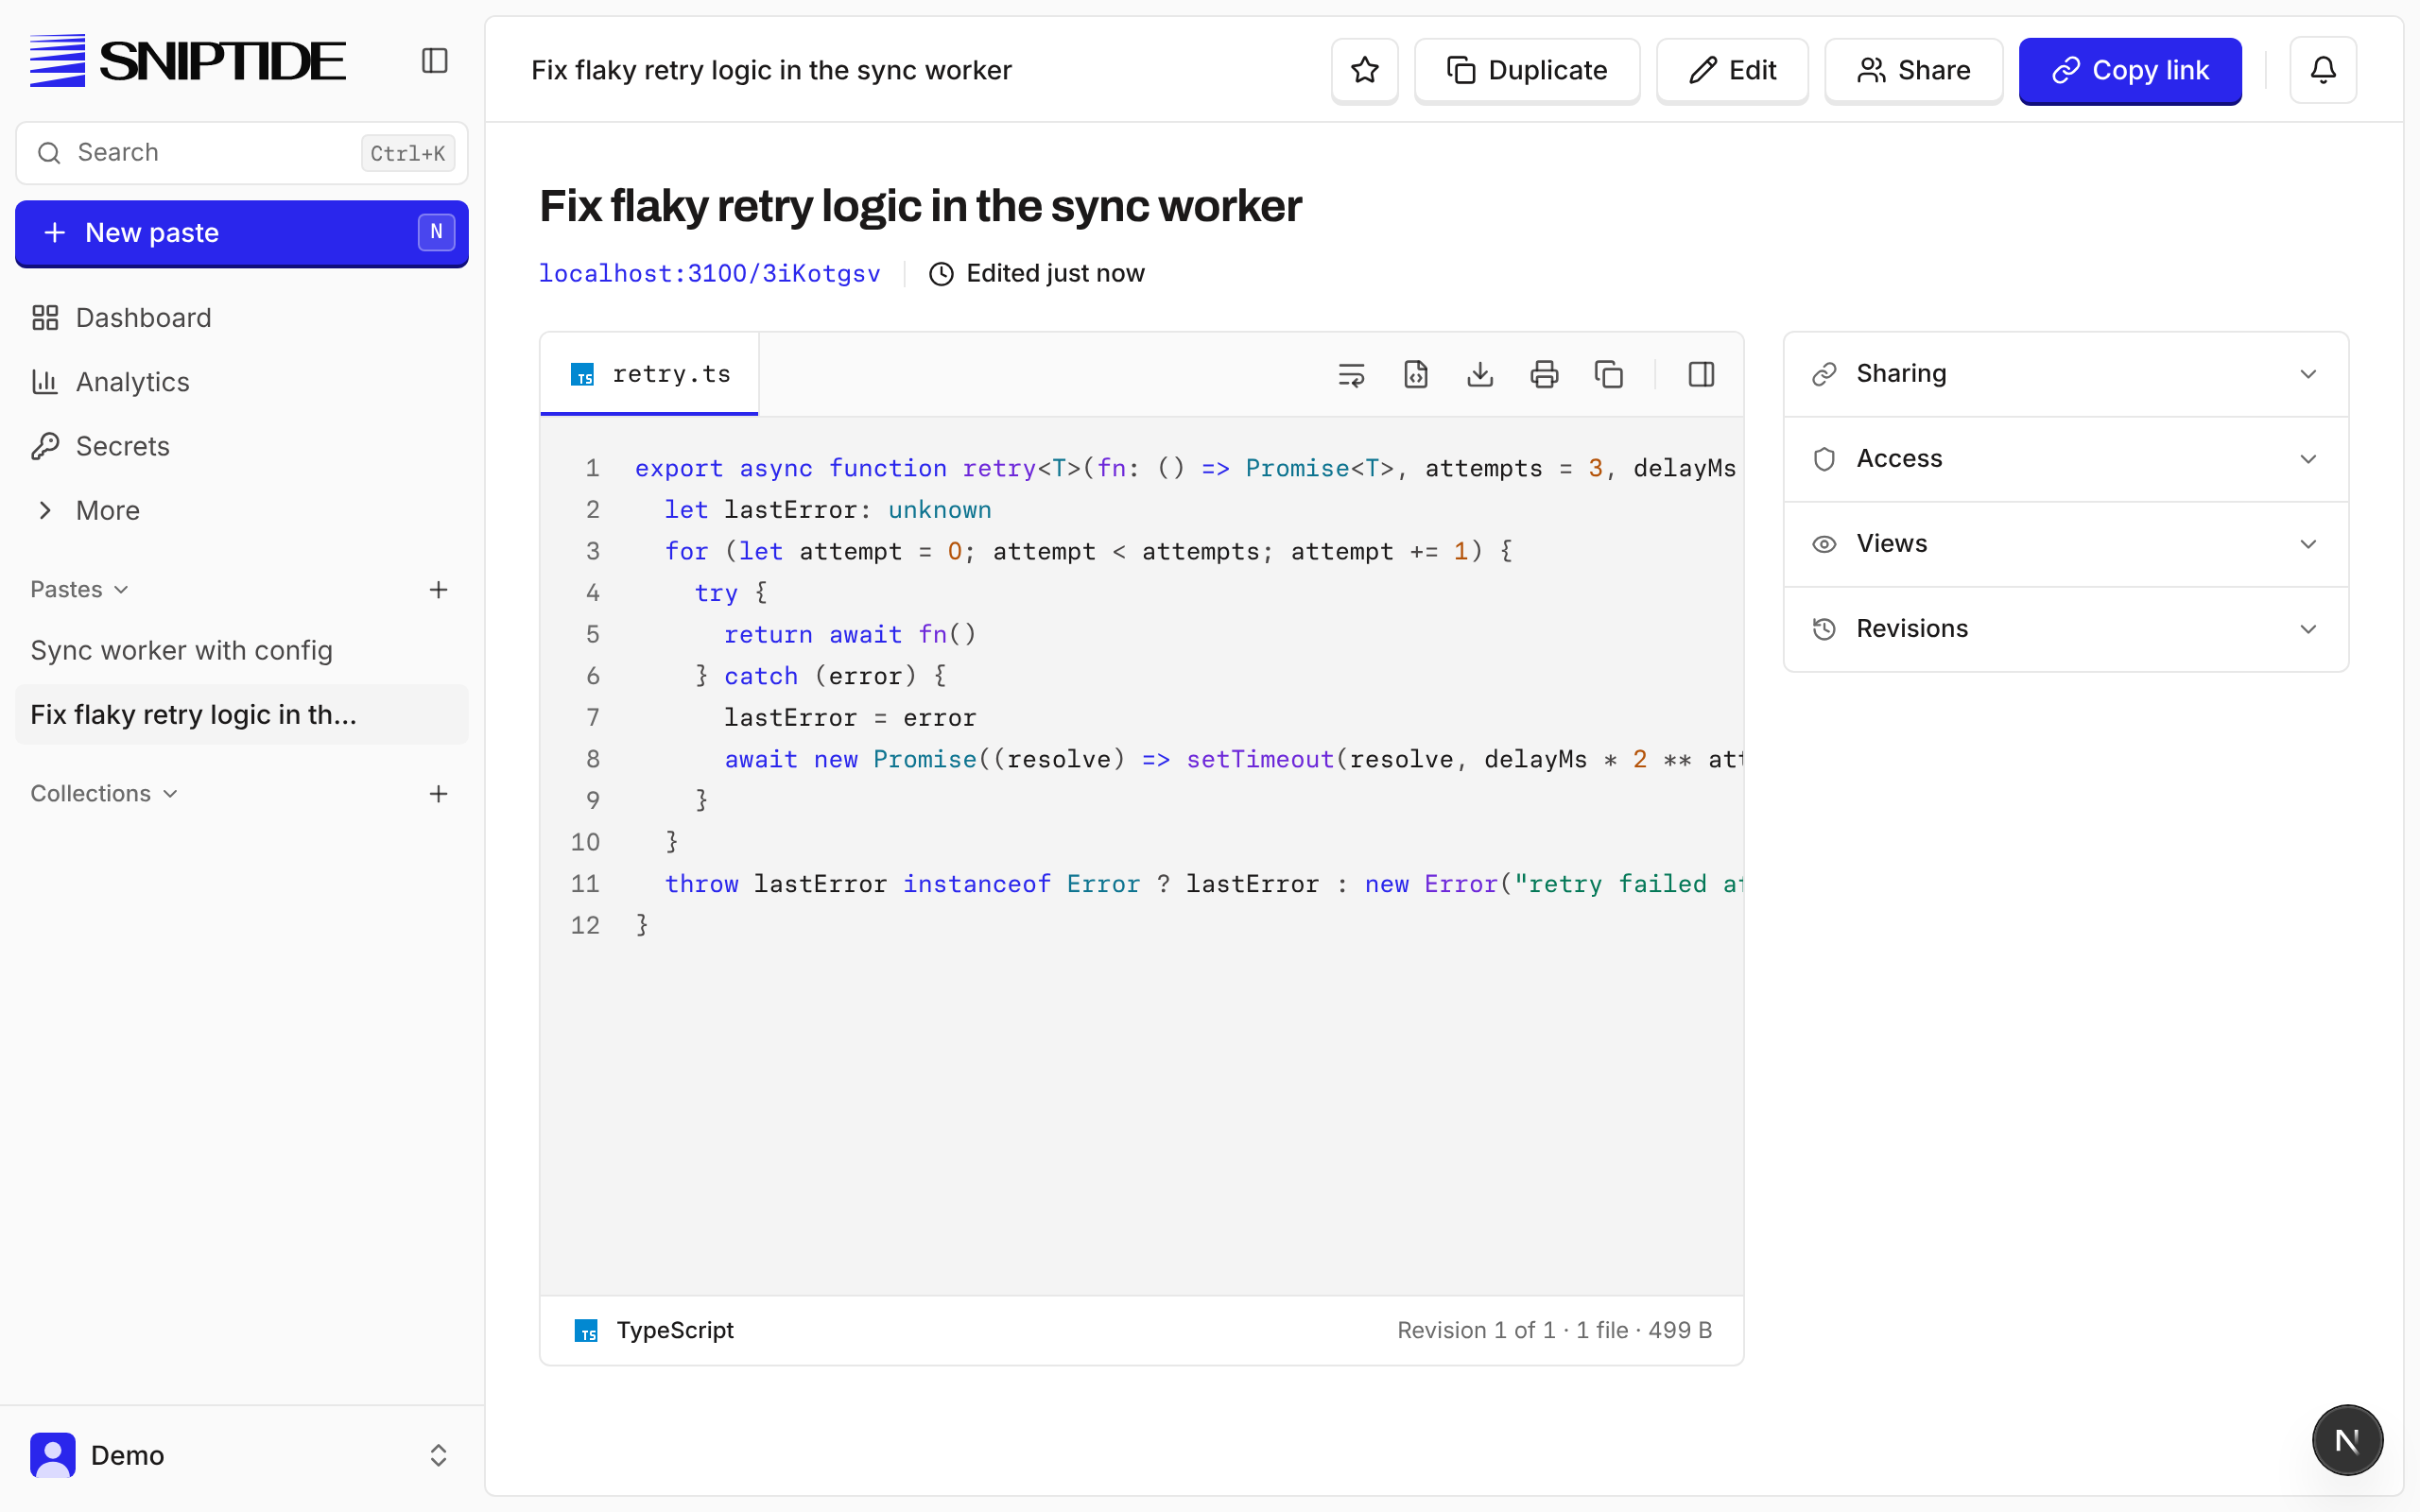 SNIPTIDE
Search Ctrl+K
New paste N
Dashboard
Analytics
Secrets
More
Pastes
Sync worker with config
Fix flaky retry logic in th...
Collections
Demo
Fix flaky retry logic in the sync worker
Duplicate
Edit
Share
Copy link
Fix flaky retry logic in the sync worker
localhost:3100/3iKotgsv
Edited just now
TS retry.ts
1 export async function retry<T>(fn: () => Promise<T>, attempts = 3, delayMs
2 let lastError: unknown
3 for (let attempt = 0; attempt < attempts; attempt += 1) {
4 try {
5 return await fn()
6 } catch (error) {
7 lastError = error
8 await new Promise((resolve) => setTimeout(resolve, delayMs * 2 ** att
9 }
10 }
11 throw lastError instanceof Error ? lastError : new Error("retry failed af
12 }
TS TypeScript
Revision 1 of 1 · 1 file · 499 B
Sharing
Access
Views
Revisions
N